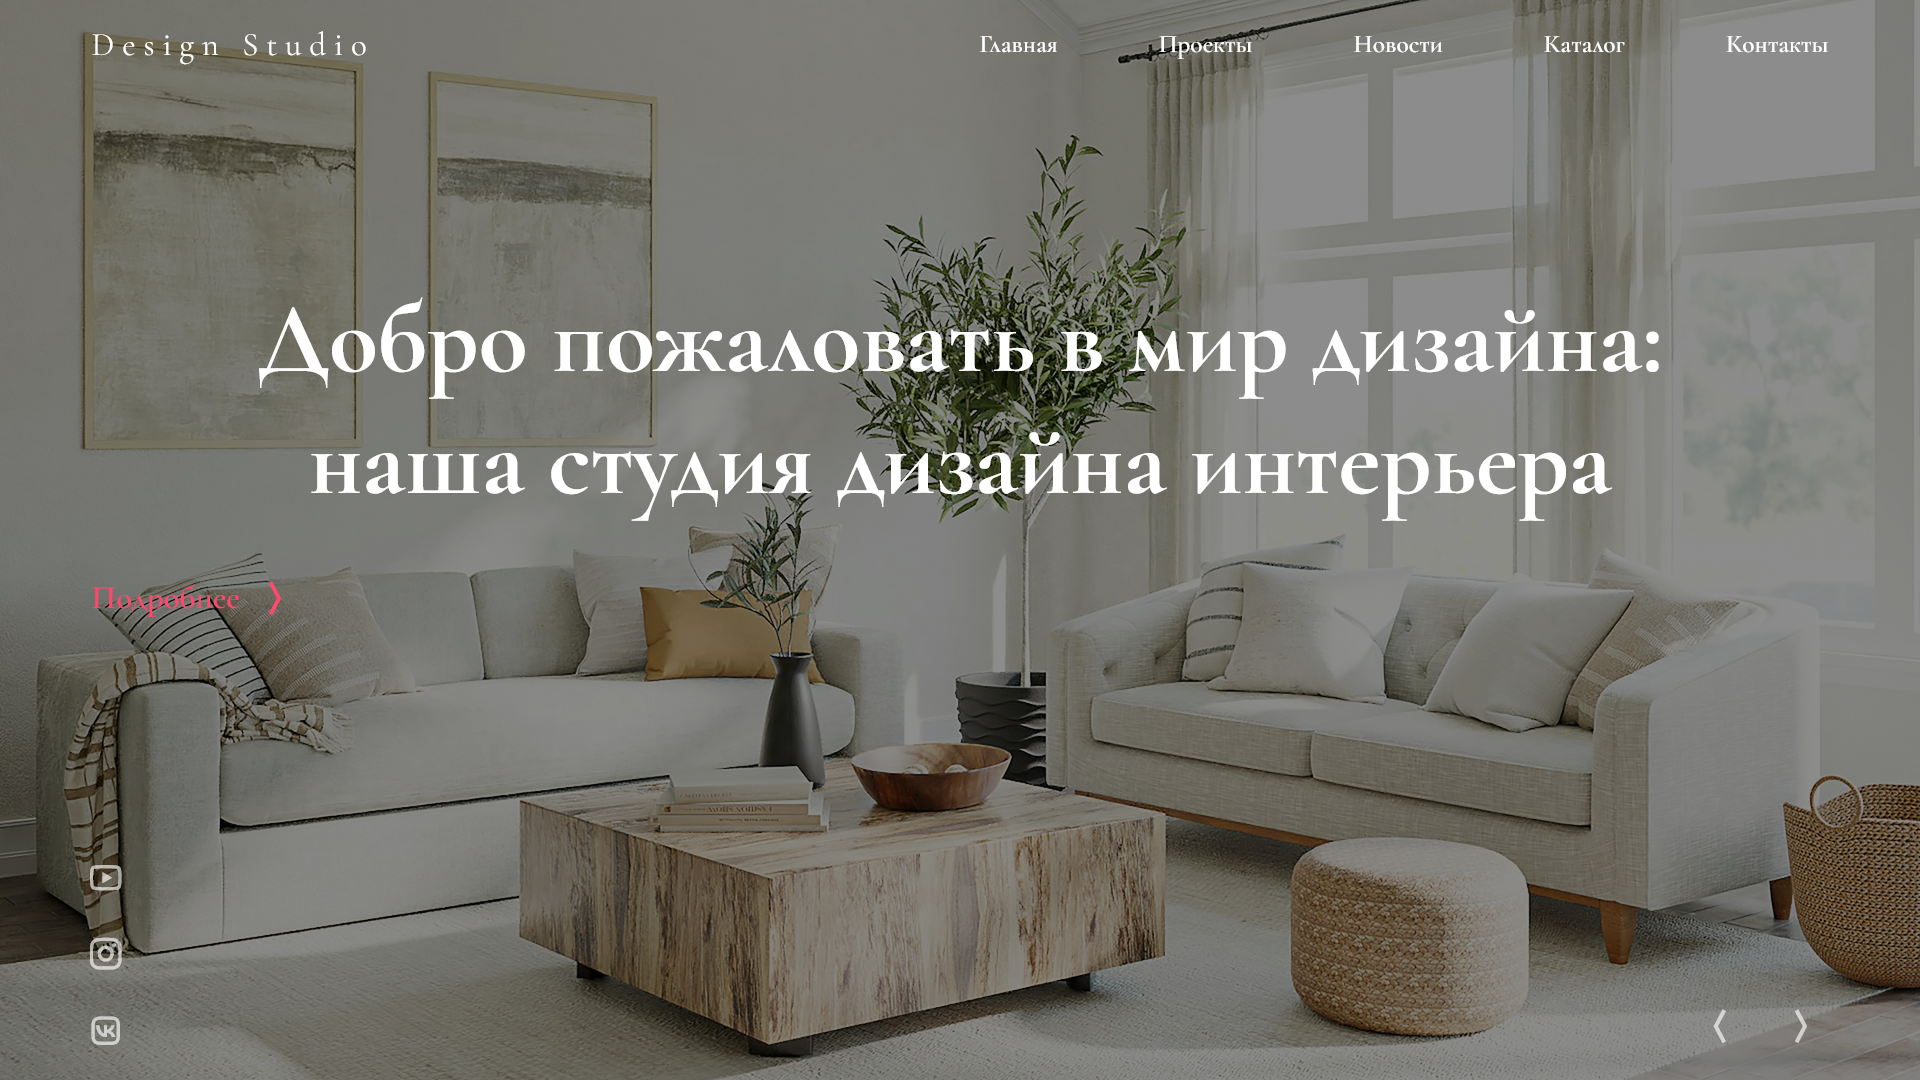 Design Studio
Главная Проекты Новости Каталог Контакты
Добро пожаловать в мир дизайна:
наша студия дизайна интерьера
Подробнее